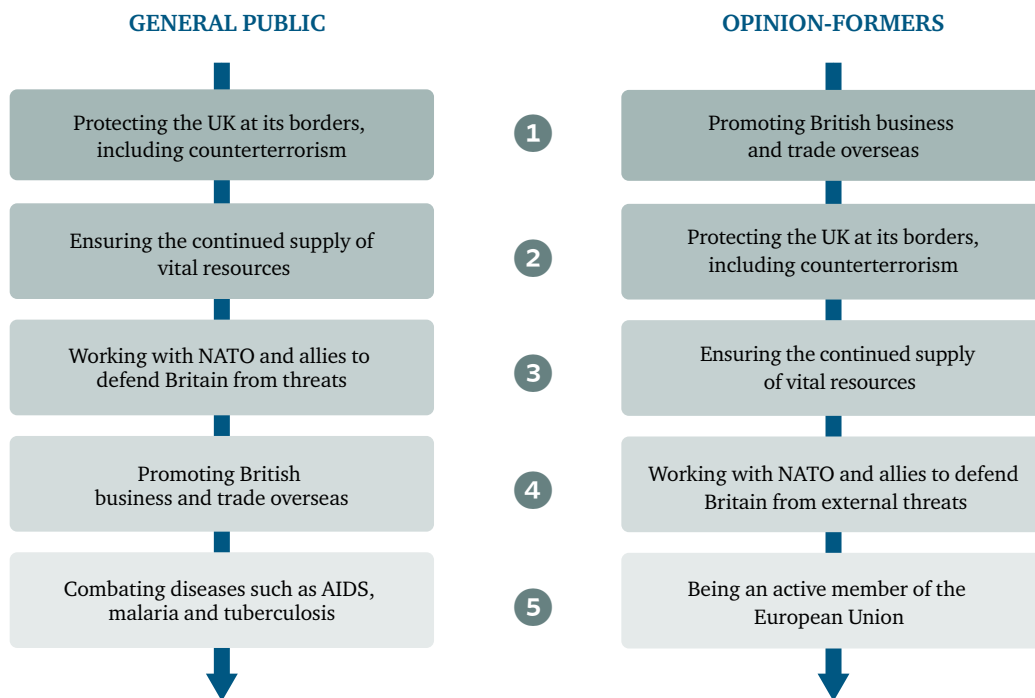 GENERAL PUBLIC
OPINION-FORMERS
Protecting the UK at its borders,
including counterterrorism
1
Promoting British business
and trade overseas
Ensuring the continued supply of
vital resources
2
Protecting the UK at its borders,
including counterterrorism
Working with NATO and allies to
defend Britain from threats
3
Ensuring the continued supply
of vital resources
Promoting British
business and trade overseas
4
Working with NATO and allies to defend
Britain from external threats
Combating diseases such as AIDS,
malaria and tuberculosis
5
Being an active member of the
European Union